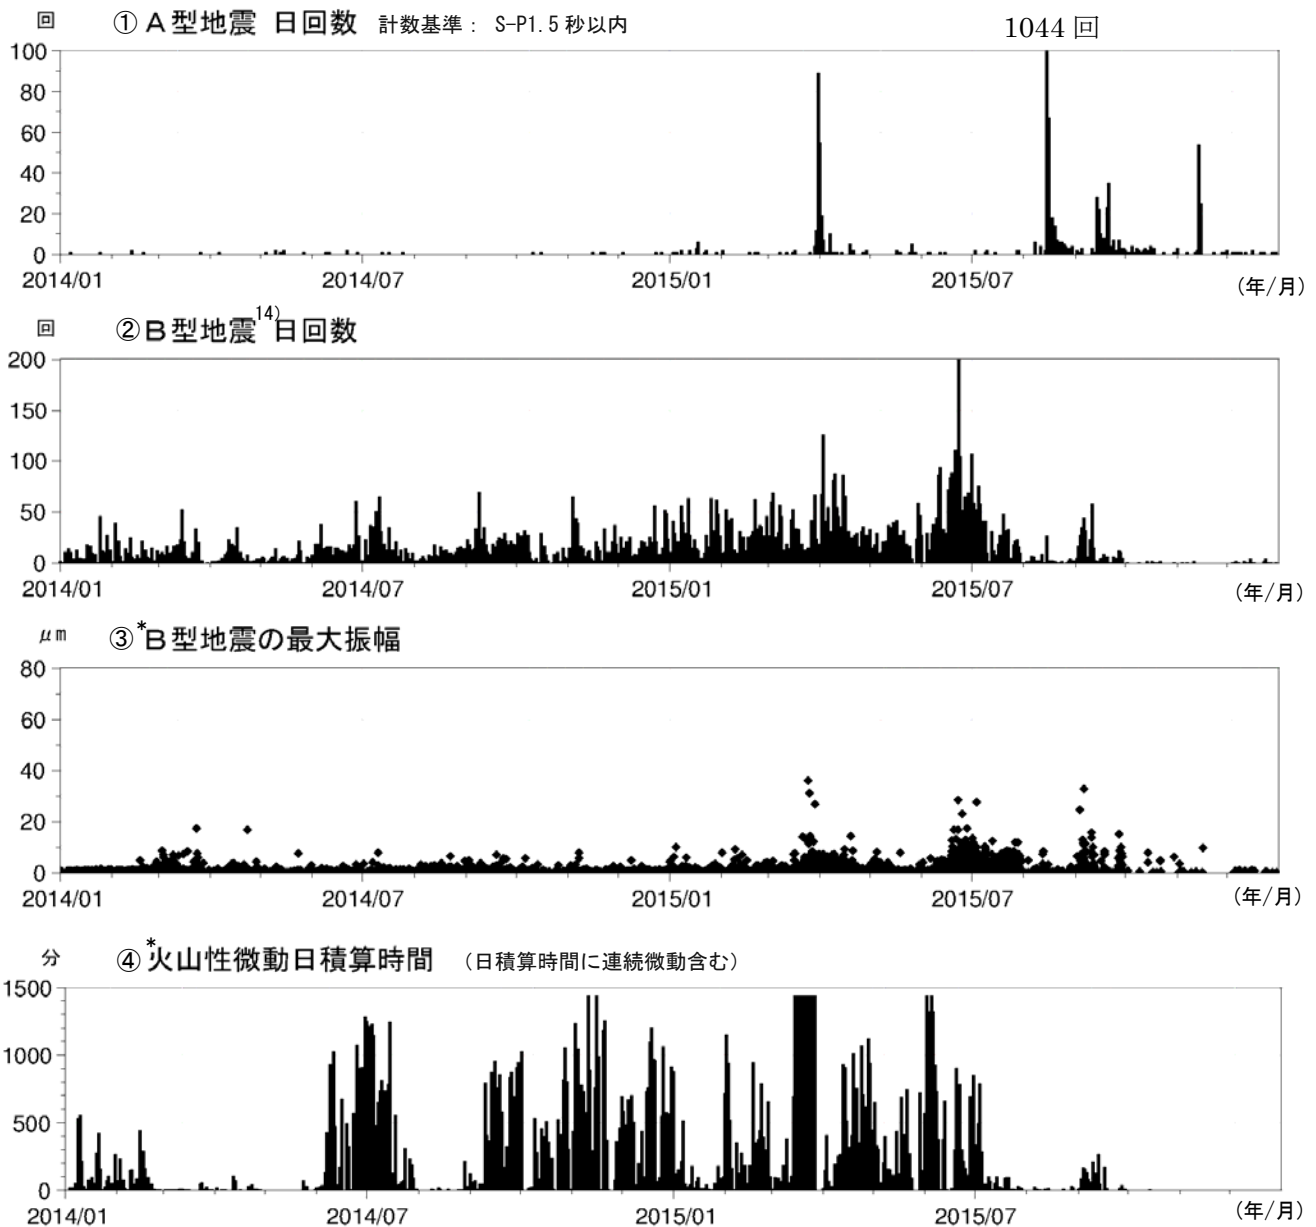 回 ① A型地震 日回数 計数基準： S-P1.5秒以内 1044回
100
80
60
40
20
0
2014/01 2014/07 2015/01 2015/07 (年/月)
回 ②B型地震14)日回数
200
150
100
50
0
2014/01 2014/07 2015/01 2015/07 (年/月)
μm ③*B型地震の最大振幅
80
60
40
20
0
2014/01 2014/07 2015/01 2015/07 (年/月)
分 ④*火山性微動日積算時間 （日積算時間に連続微動含む）
1500
1000
500
0
2014/01 2014/07 2015/01 2015/07 (年/月)